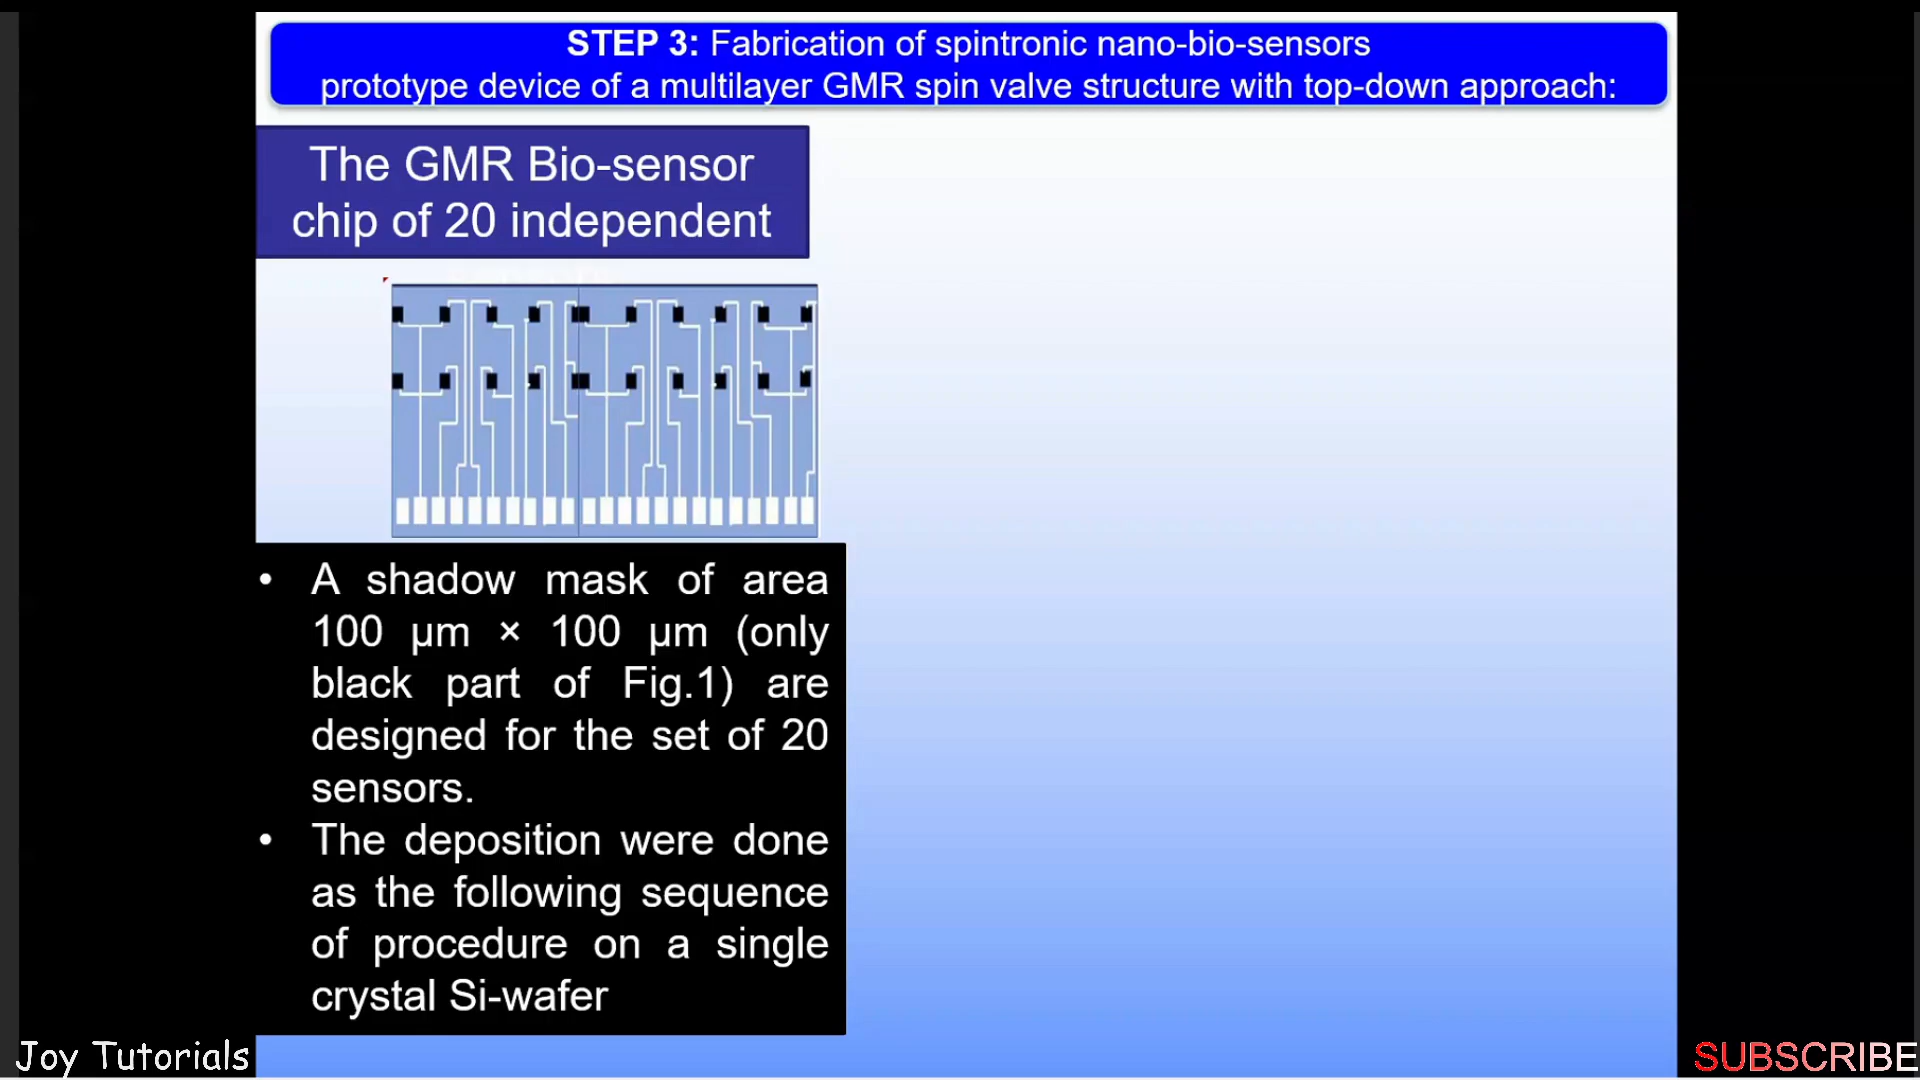 STEP 3: Fabrication of spintronic nano-bio-sensors
prototype device of a multilayer GMR spin valve structure with top-down approach:
The GMR Bio-sensor
chip of 20 independent
• A shadow mask of area
100 µm × 100 µm (only
black part of Fig.1) are
designed for the set of 20
sensors.
• The deposition were done
as the following sequence
of procedure on a single
crystal Si-wafer
Joy Tutorials
SUBSCRIBE